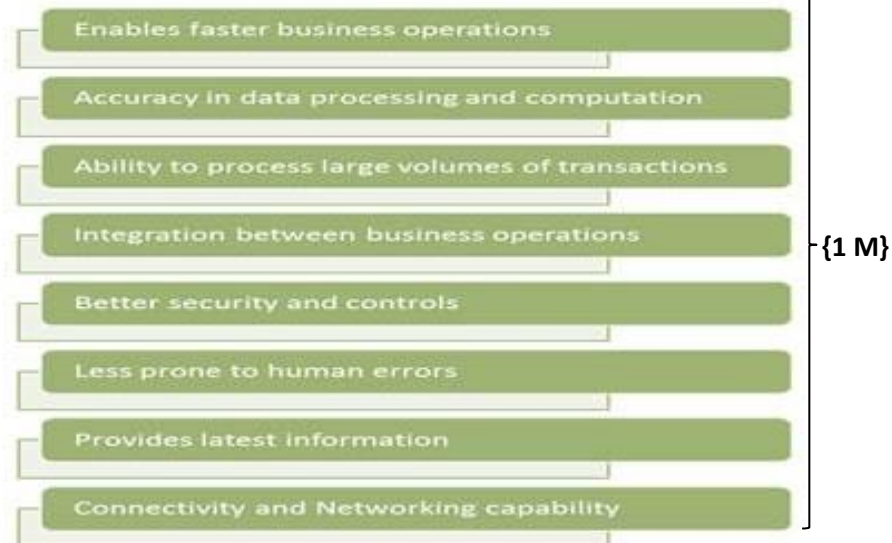 Enables faster business operations
Accuracy in data processing and computation
Ability to process large volumes of transactions
Integration between business operations
{1 M}
Better security and controls
Less prone to human errors
Provides latest information
Connectivity and Networking capability